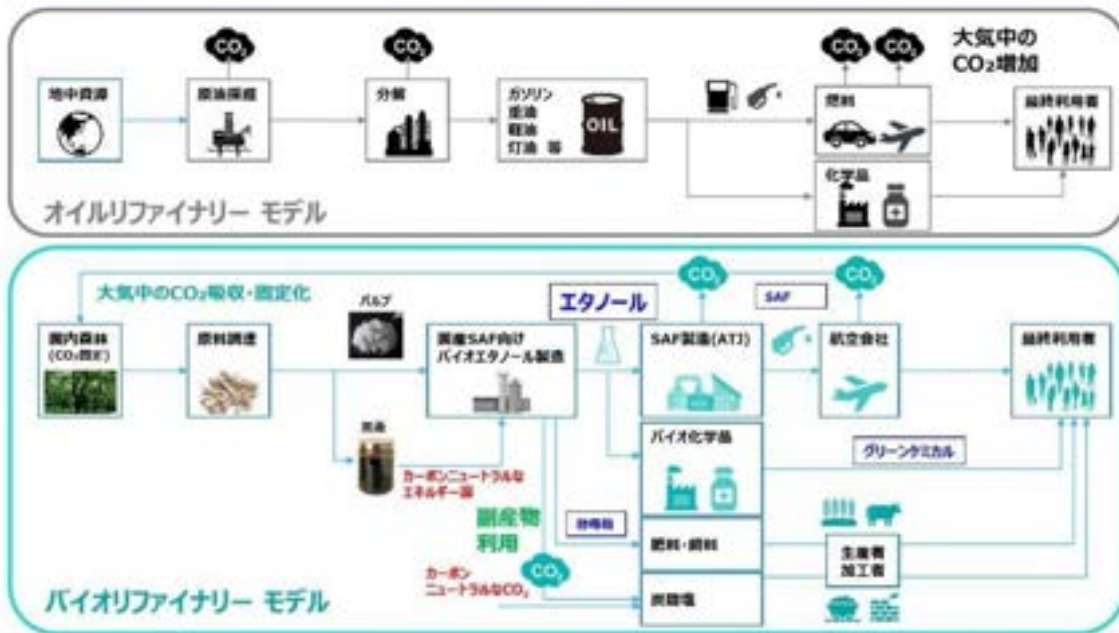 CO₂
CO₂
CO₂
CO₂
大気中の
CO₂増加
地中資源
原油採掘
分解
ガソリン
重油
軽油
灯油 等
OIL
燃料
最終利用者
化学品
オイルリファイナリー モデル
大気中のCO₂吸収・固定化
CO₂
CO₂
パルプ
エタノール
SAF
国内森林
(CO₂固定)
原料調達
国産SAF向け
バイオエタノール製造
SAF製造(ATJ)
航空会社
最終利用者
黒液
カーボンニュートラルな
エネルギー源
バイオ化学品
グリーンケミカル
副産物
利用
肥料・飼料
生産者
加工者
カーボン
ニュートラルなCO₂
CO₂
炭酸塩
バイオリファイナリー モデル